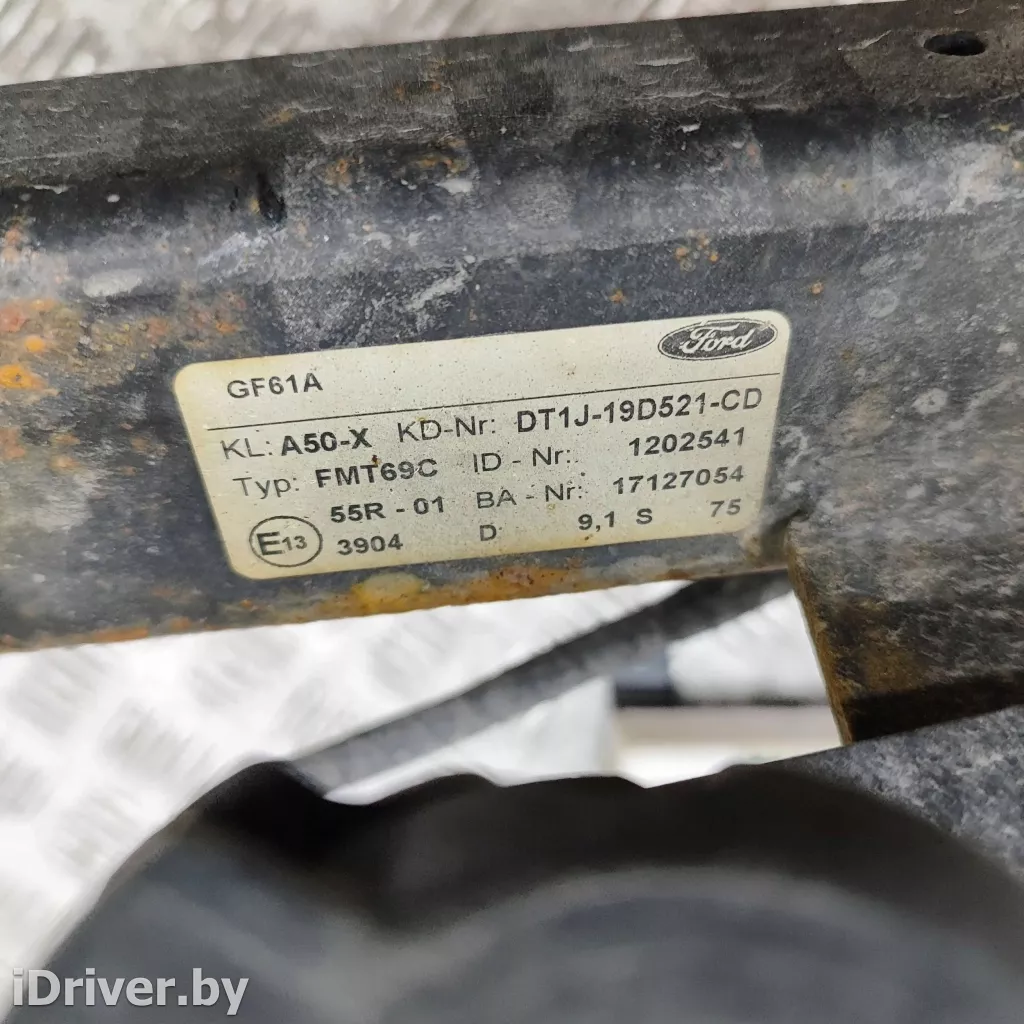 Ford
GF61A
KL: A50-X KD-Nr: DT1J-19D521-CD
Typ: FMT69C ID - Nr: 1202541
55R - 01 BA - Nr: 17127054
E13 3904 D 9,1 S 75
iDriver.by